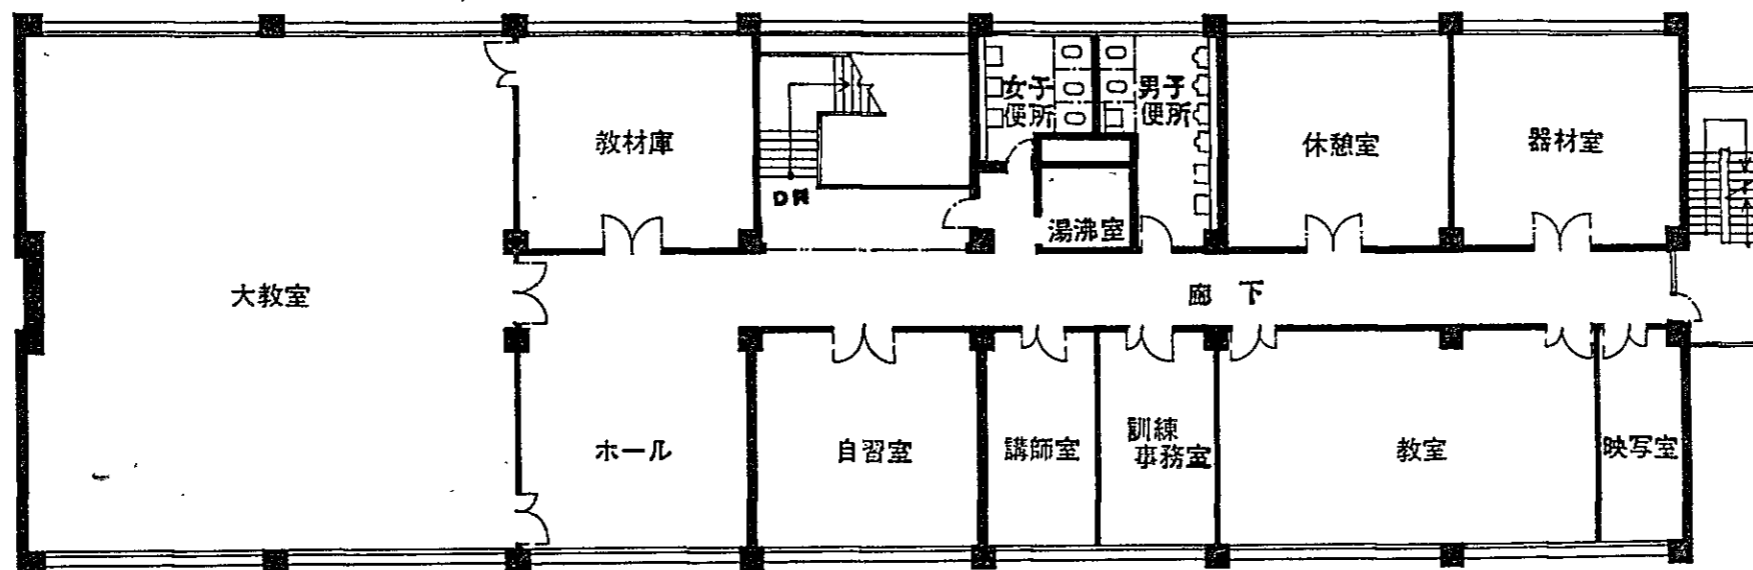 女子
便所
男子
便所
教材庫
休憩室
器材室
DN
湯沸室
大教室
廊下
ホール
自習室
講師室
訓練
事務室
教室
映写室